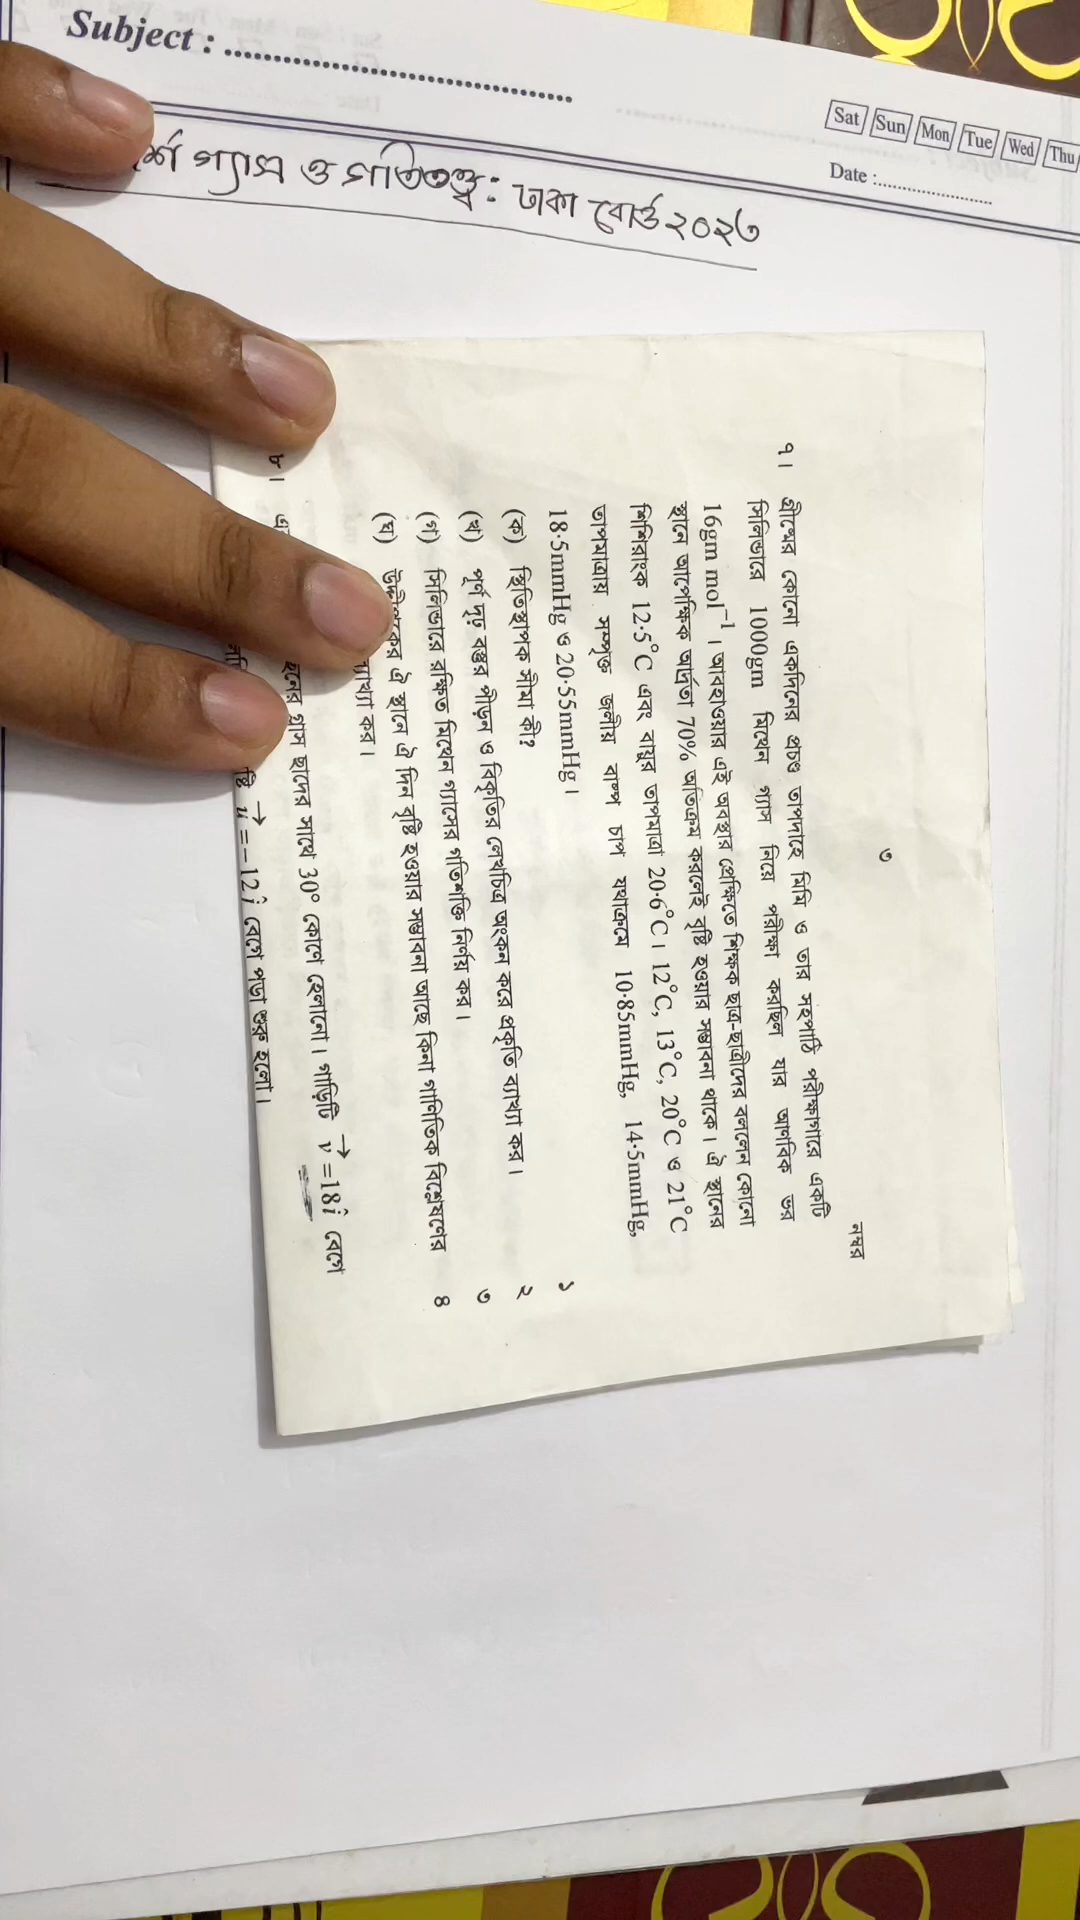 Subject :
Sat Sun Mon Tue Wed Thu
Date :
গ্যাস ও গতিতত্ত্ব : ঢাকা বোর্ড ২০২৩
৩
নম্বর
৭। গ্রীষ্মের কোনো একদিনের প্রচণ্ড তাপদাহে মিমি ও তার সহপাঠি পরীক্ষাগারে একটি
সিলিন্ডারে 1000gm মিথেন গ্যাস নিয়ে পরীক্ষা করছিল যার আণবিক ভর
16gm mol⁻¹। আবহাওয়ার এই অবস্থার প্রেক্ষিতে শিক্ষক ছাত্র-ছাত্রীদের বললেন কোনো
স্থানে আপেক্ষিক আর্দ্রতা 70% অতিক্রম করলেই বৃষ্টি হওয়ার সম্ভাবনা থাকে। ঐ স্থানের
শিশিরাংক 12·5°C এবং বায়ুর তাপমাত্রা 20·6°C। 12°C, 13°C, 20°C ও 21°C
তাপমাত্রায় সম্পৃক্ত জলীয় বাষ্প চাপ যথাক্রমে 10·85mmHg, 14·5mmHg,
18·5mmHg ও 20·55mmHg।
(ক) স্থিতিস্থাপক সীমা কী? ১
(খ) পূর্ণ দৃঢ় বস্তুর পীড়ন ও বিকৃতির লেখচিত্র অংকন করে প্রকৃতি ব্যাখ্যা কর। ২
(গ) সিলিন্ডারে রক্ষিত মিথেন গ্যাসের গতিশক্তি নির্ণয় কর। ৩
(ঘ) উদ্দীপকের ঐ স্থানে ঐ দিন বৃষ্টি হওয়ার সম্ভাবনা আছে কিনা গাণিতিক বিশ্লেষণের ৪
ব্যাখ্যা কর।
৮। ছনের গ্লাস ছাদের সাথে 30° কোণে হেলানো। গাড়িটি v⃗ =18î বেগে
u⃗ =−12ĵ বেগে পড়া শুরু হলো।